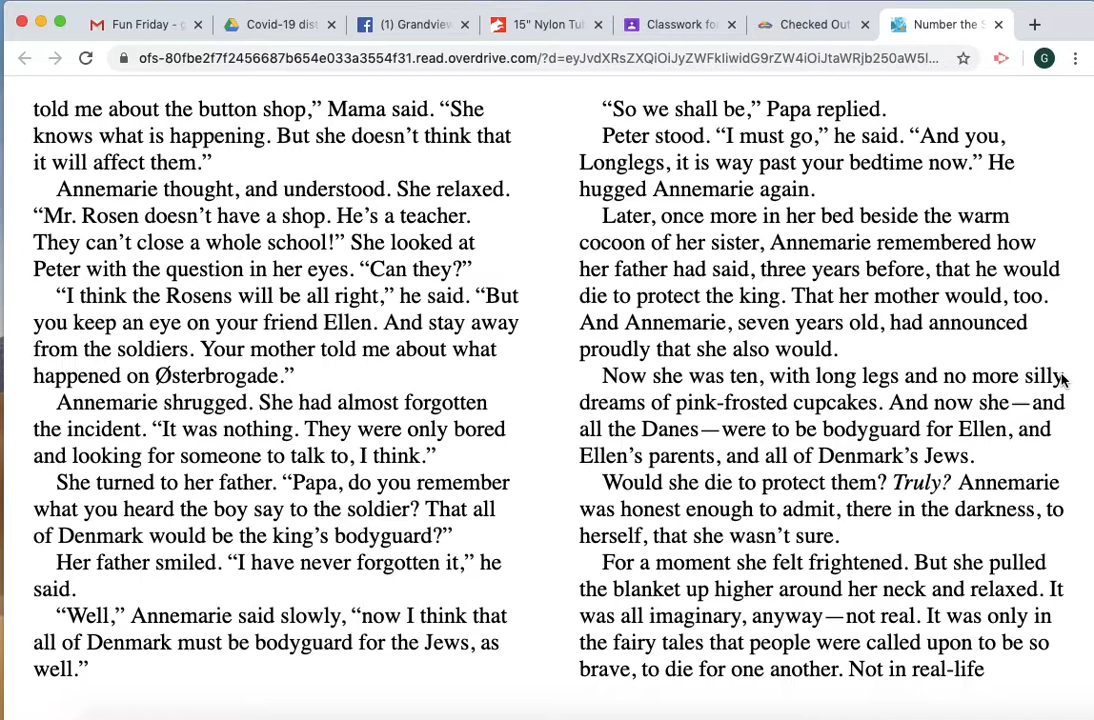 Fun Friday - g
Covid-19 dist
(1) Grandview
15" Nylon Tu
Classwork fo
Checked Out
Number the S
ofs-80fbe2f7f2456687b654e033a3554f31.read.overdrive.com/?d=eyJvdXRsZXQiOiJyZWFkIiwidG9rZW4iOiJtaWRjb250aW5l...
G
told me about the button shop,” Mama said. “She
knows what is happening. But she doesn’t think that
it will affect them.”
Annemarie thought, and understood. She relaxed.
“Mr. Rosen doesn’t have a shop. He’s a teacher.
They can’t close a whole school!” She looked at
Peter with the question in her eyes. “Can they?”
“I think the Rosens will be all right,” he said. “But
you keep an eye on your friend Ellen. And stay away
from the soldiers. Your mother told me about what
happened on Østerbrogade.”
Annemarie shrugged. She had almost forgotten
the incident. “It was nothing. They were only bored
and looking for someone to talk to, I think.”
She turned to her father. “Papa, do you remember
what you heard the boy say to the soldier? That all
of Denmark would be the king’s bodyguard?”
Her father smiled. “I have never forgotten it,” he
said.
“Well,” Annemarie said slowly, “now I think that
all of Denmark must be bodyguard for the Jews, as
well.”
“So we shall be,” Papa replied.
Peter stood. “I must go,” he said. “And you,
Longlegs, it is way past your bedtime now.” He
hugged Annemarie again.
Later, once more in her bed beside the warm
cocoon of her sister, Annemarie remembered how
her father had said, three years before, that he would
die to protect the king. That her mother would, too.
And Annemarie, seven years old, had announced
proudly that she also would.
Now she was ten, with long legs and no more silly
dreams of pink-frosted cupcakes. And now she—and
all the Danes—were to be bodyguard for Ellen, and
Ellen’s parents, and all of Denmark’s Jews.
Would she die to protect them? Truly? Annemarie
was honest enough to admit, there in the darkness, to
herself, that she wasn’t sure.
For a moment she felt frightened. But she pulled
the blanket up higher around her neck and relaxed. It
was all imaginary, anyway—not real. It was only in
the fairy tales that people were called upon to be so
brave, to die for one another. Not in real-life